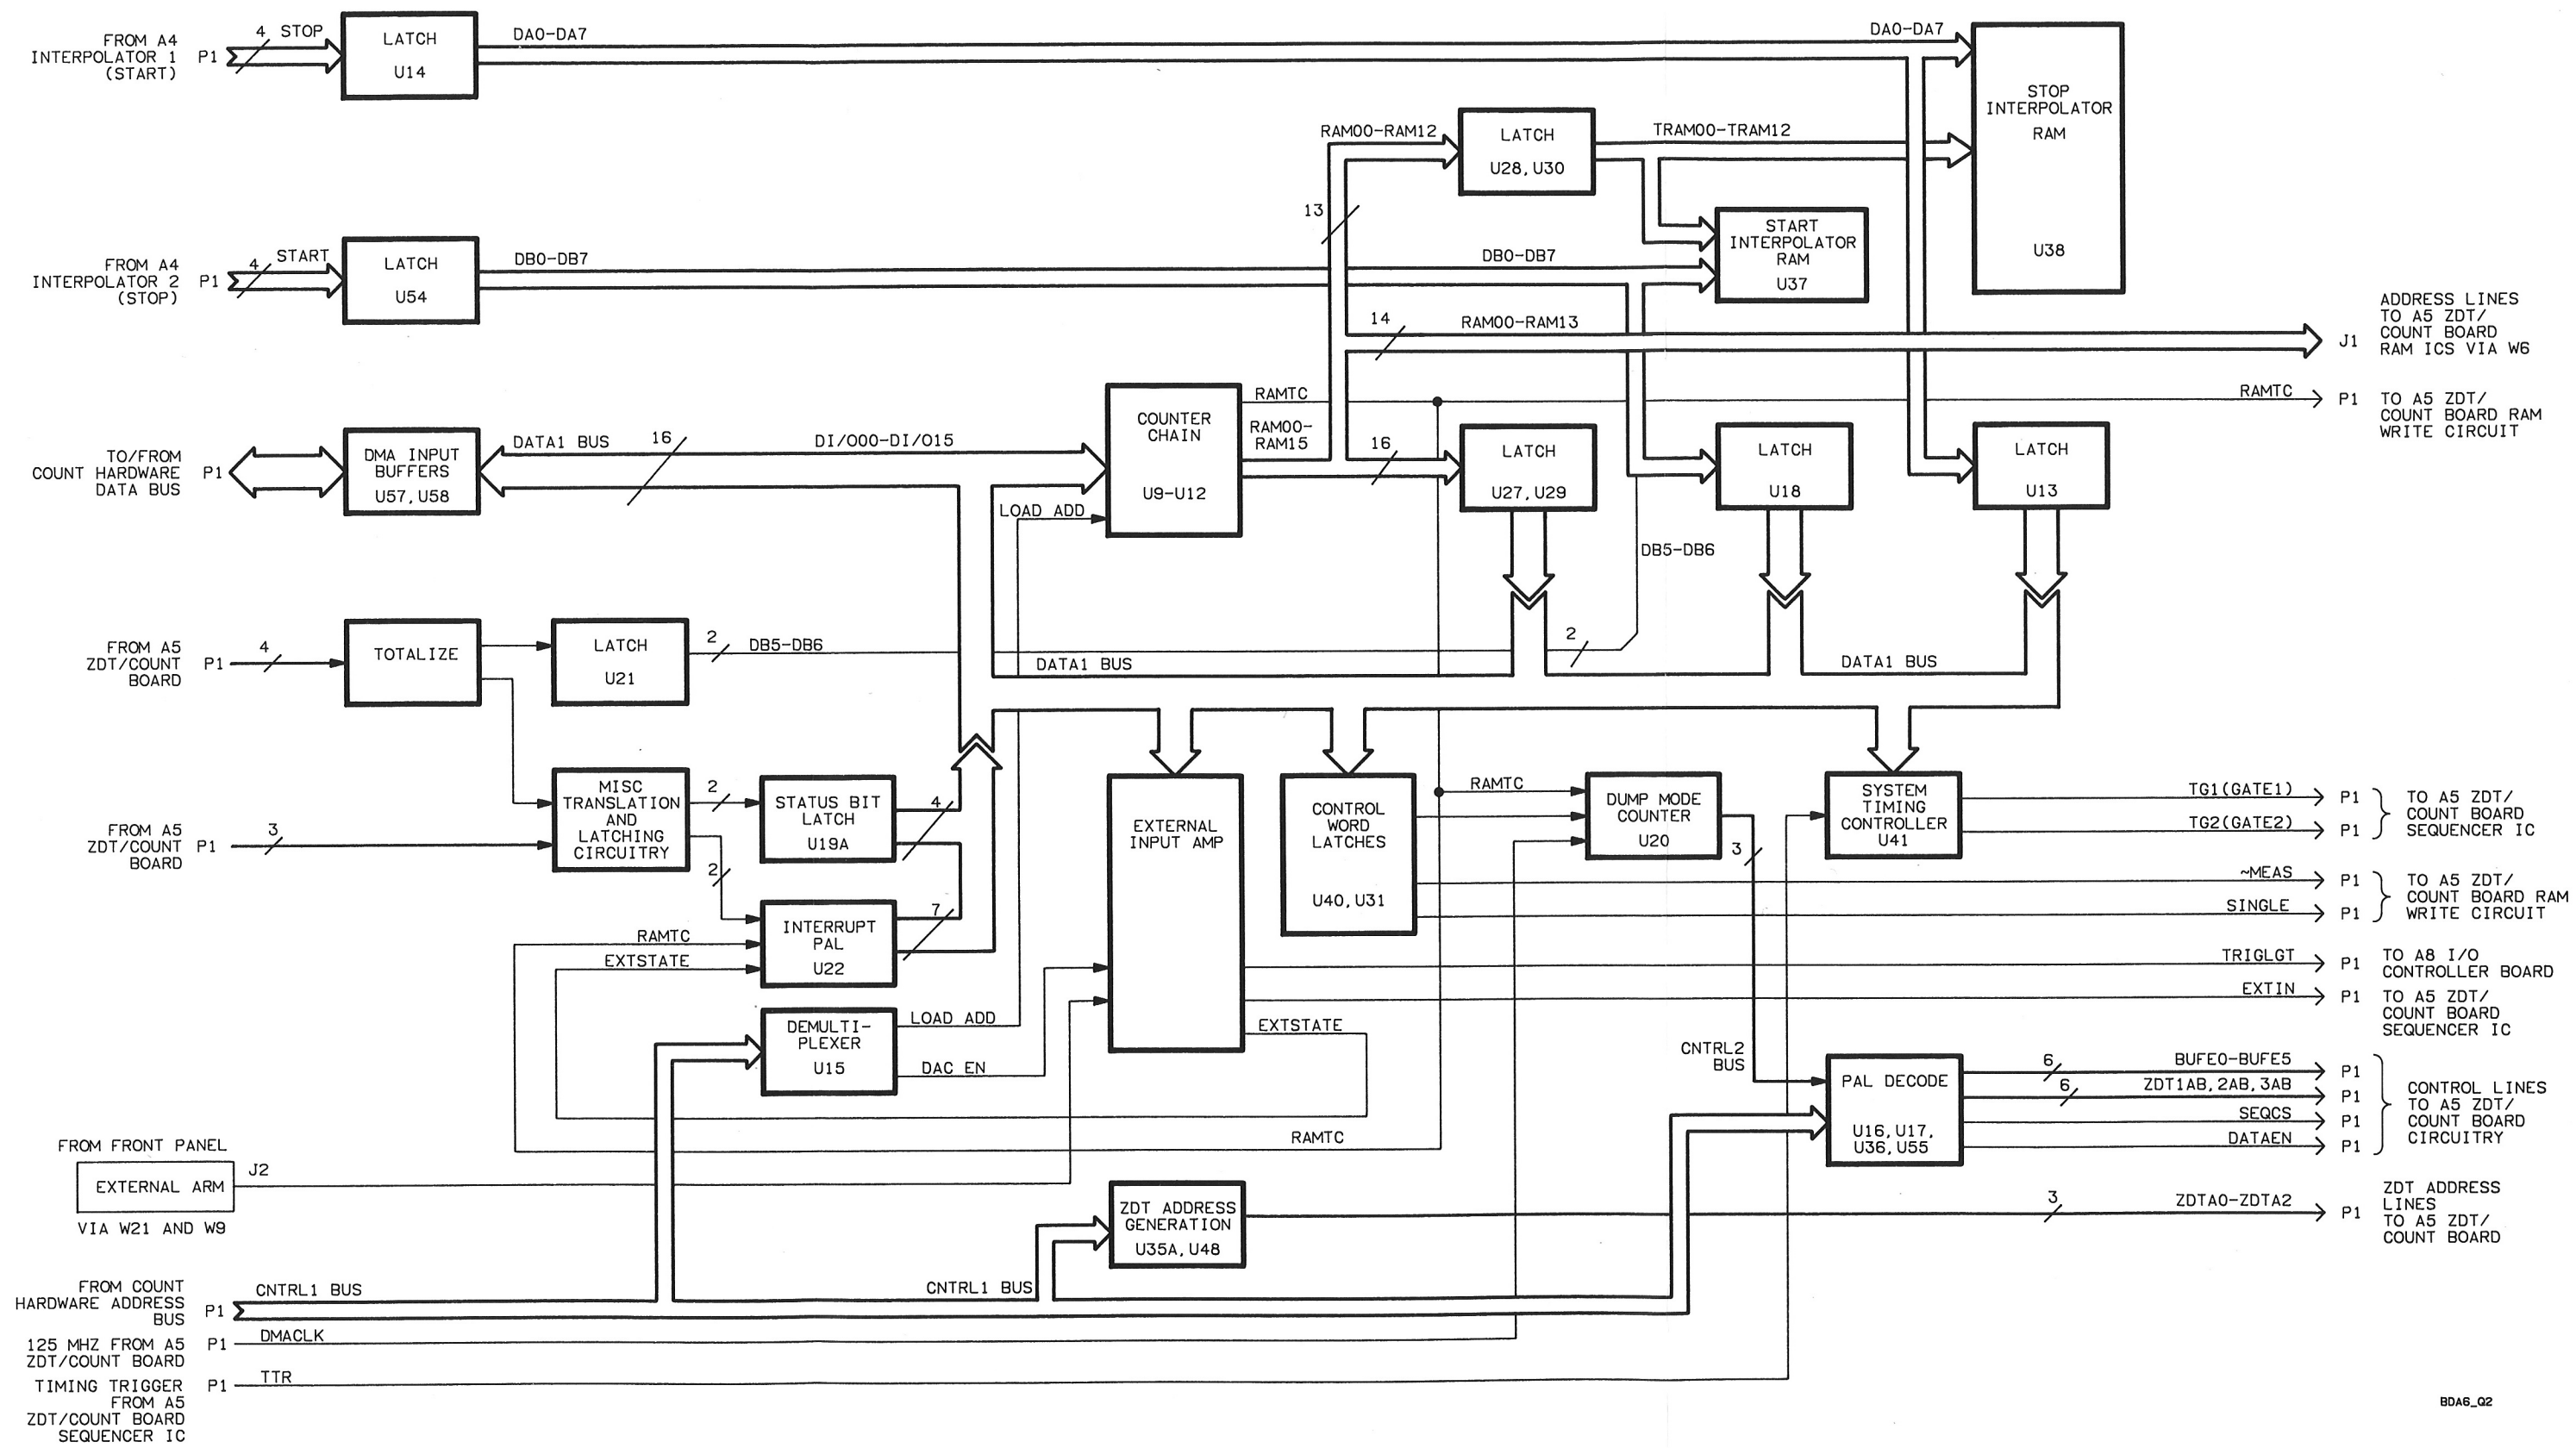 FROM A4
INTERPOLATOR 1
(START)
P1
4
STOP
LATCH
U14
DA0-DA7
DA0-DA7
STOP
INTERPOLATOR
RAM
U38
RAM00-RAM12
LATCH
U28, U30
TRAM00-TRAM12
13
START
INTERPOLATOR
RAM
U37
FROM A4
INTERPOLATOR 2
(STOP)
P1
4
START
LATCH
U54
DB0-DB7
DB0-DB7
14
RAM00-RAM13
J1
ADDRESS LINES
TO A5 ZDT/
COUNT BOARD
RAM ICS VIA W6
RAMTC
RAMTC
P1
TO A5 ZDT/
COUNT BOARD RAM
WRITE CIRCUIT
TO/FROM
COUNT HARDWARE
DATA BUS
P1
DMA INPUT
BUFFERS
U57, U58
DATA1 BUS
16
DI/O00-DI/O15
COUNTER
CHAIN
U9-U12
LOAD ADD
RAM00-
RAM15
16
LATCH
U27, U29
LATCH
U18
LATCH
U13
DB5-DB6
FROM A5
ZDT/COUNT
BOARD
P1
4
TOTALIZE
LATCH
U21
2
DB5-DB6
2
DATA1 BUS
DATA1 BUS
FROM A5
ZDT/COUNT
BOARD
P1
3
MISC
TRANSLATION
AND
LATCHING
CIRCUITRY
2
2
STATUS BIT
LATCH
U19A
4
INTERRUPT
PAL
U22
7
RAMTC
EXTSTATE
DEMULTI-
PLEXER
U15
LOAD ADD
DAC EN
EXTERNAL
INPUT AMP
EXTSTATE
RAMTC
CONTROL
WORD
LATCHES
U40, U31
RAMTC
DUMP MODE
COUNTER
U20
3
CNTRL2
BUS
SYSTEM
TIMING
CONTROLLER
U41
TG1(GATE1)
P1
TG2(GATE2)
P1
TO A5 ZDT/
COUNT BOARD
SEQUENCER IC
~MEAS
P1
SINGLE
P1
TO A5 ZDT/
COUNT BOARD RAM
WRITE CIRCUIT
TRIGLGT
P1
TO A8 I/O
CONTROLLER BOARD
EXTIN
P1
TO A5 ZDT/
COUNT BOARD
SEQUENCER IC
PAL DECODE
U16, U17,
U36, U55
6
BUFE0-BUFE5
P1
6
ZDT1AB, 2AB, 3AB
P1
SEQCS
P1
DATAEN
P1
CONTROL LINES
TO A5 ZDT/
COUNT BOARD
CIRCUITRY
FROM FRONT PANEL
EXTERNAL ARM
J2
VIA W21 AND W9
ZDT ADDRESS
GENERATION
U35A, U48
3
ZDTA0-ZDTA2
P1
ZDT ADDRESS
LINES
TO A5 ZDT/
COUNT BOARD
FROM COUNT
HARDWARE ADDRESS
BUS
P1
CNTRL1 BUS
CNTRL1 BUS
125 MHZ FROM A5
ZDT/COUNT BOARD
P1
DMACLK
TIMING TRIGGER
FROM A5
ZDT/COUNT BOARD
SEQUENCER IC
P1
TTR
BDA6_Q2